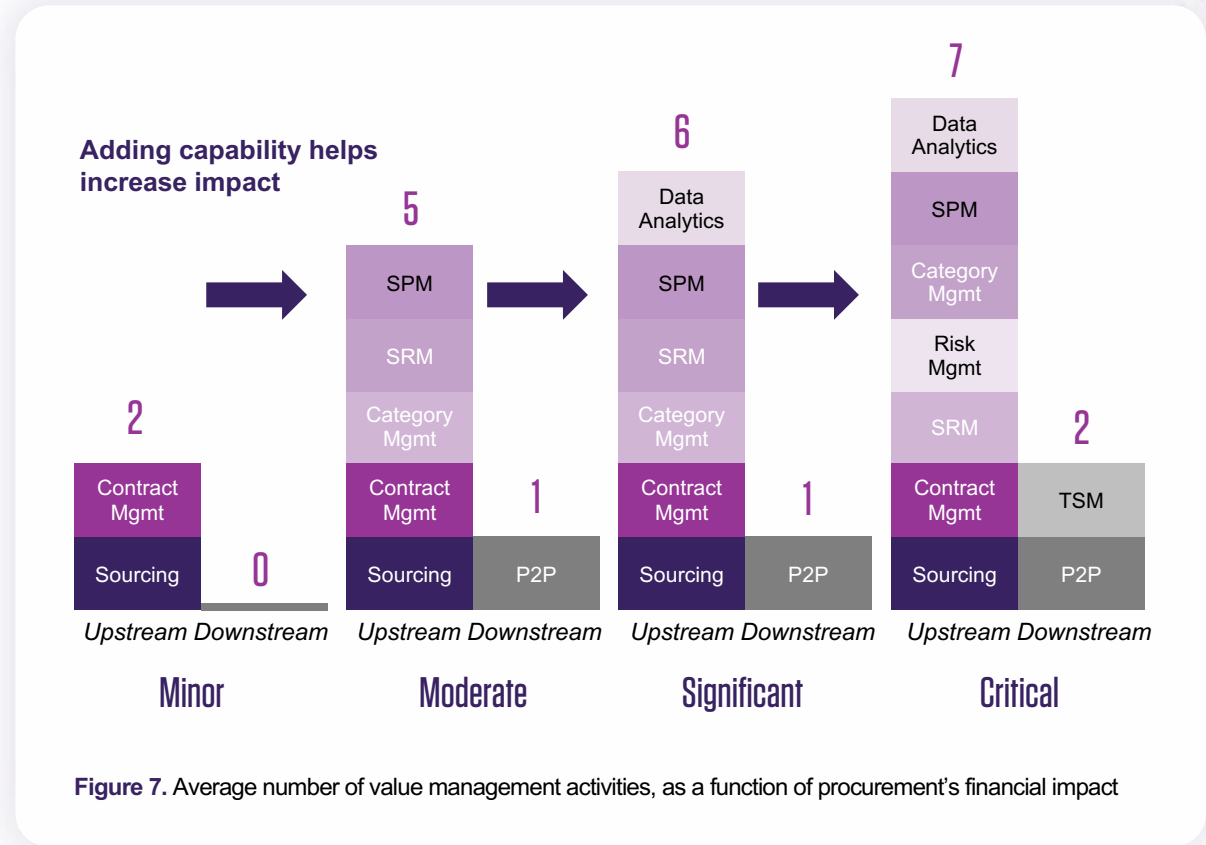 Adding capability helps
increase impact
2
Contract
Mgmt
Sourcing
0
Upstream Downstream
Minor
5
SPM
SRM
Category
Mgmt
Contract
Mgmt
Sourcing
1
P2P
Upstream Downstream
Moderate
6
Data
Analytics
SPM
SRM
Category
Mgmt
Contract
Mgmt
Sourcing
1
P2P
Upstream Downstream
Significant
7
Data
Analytics
SPM
Category
Mgmt
Risk
Mgmt
SRM
Contract
Mgmt
Sourcing
2
TSM
P2P
Upstream Downstream
Critical
Figure 7. Average number of value management activities, as a function of procurement’s financial impact